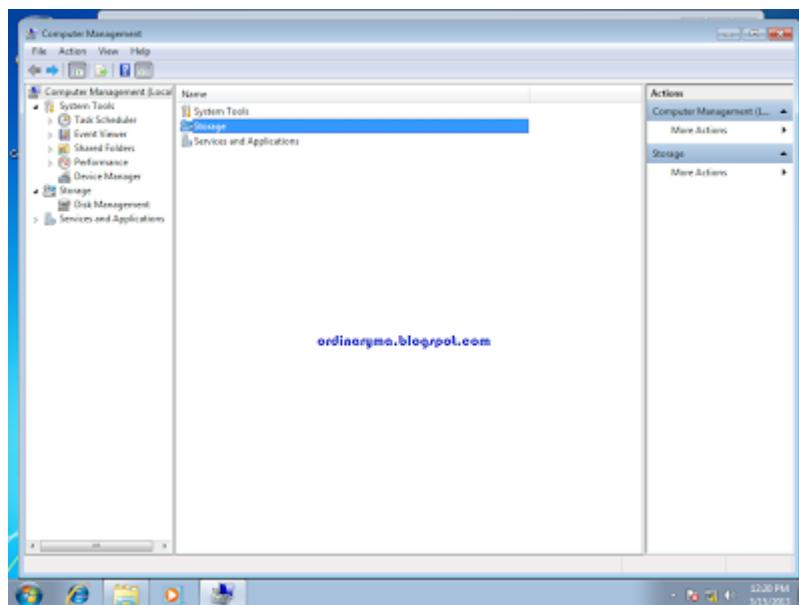 Computer Management
File Action View Help
Computer Management (Local
System Tools
Task Scheduler
Event Viewer
Shared Folders
Performance
Device Manager
Storage
Disk Management
Services and Applications
Name
System Tools
Storage
Services and Applications
Actions
Computer Management (L...
More Actions
Storage
More Actions
ordinaryma.blogspot.com
12:20 PM